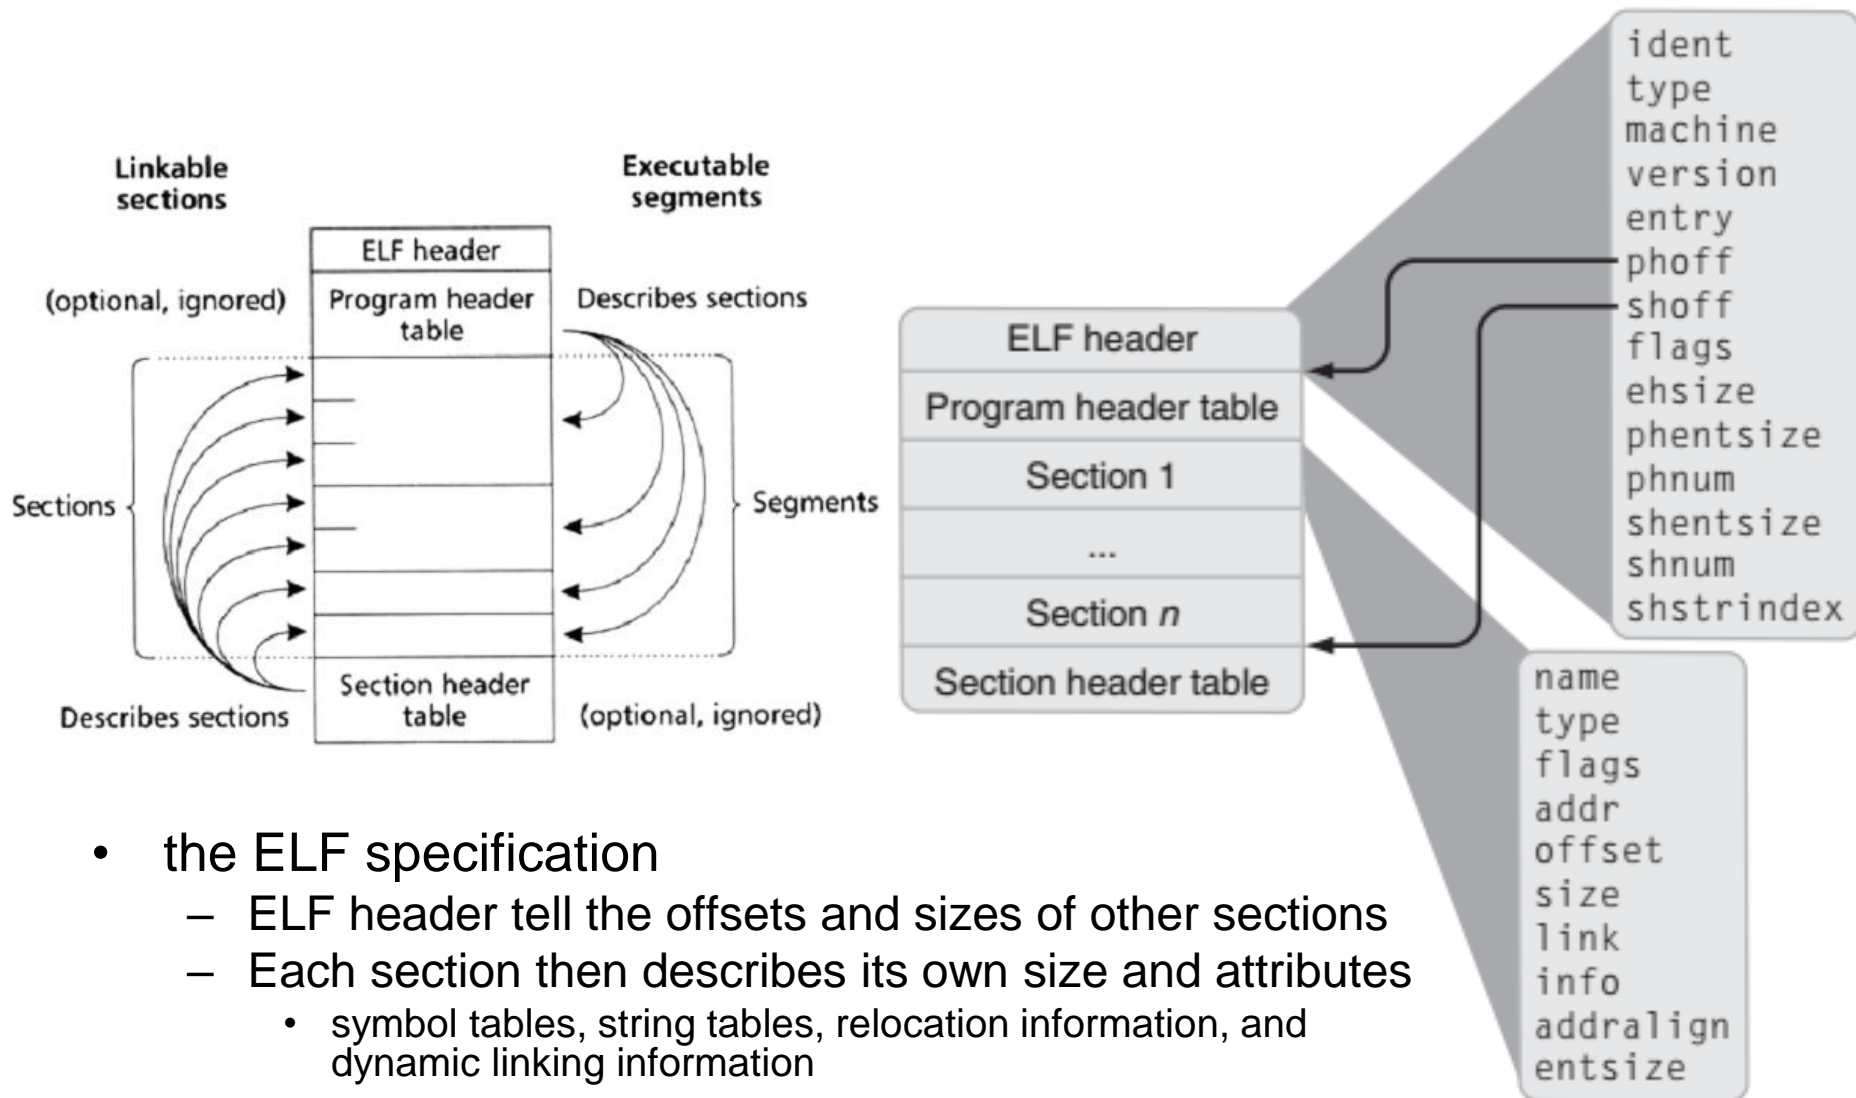 Linkable
sections
Executable
segments
ELF header
(optional, ignored)
Program header
table
Describes sections
Sections
Segments
Section header
table
Describes sections
(optional, ignored)
ELF header
Program header table
Section 1
...
Section n
Section header table
ident
type
machine
version
entry
phoff
shoff
flags
ehsize
phentsize
phnum
shentsize
shnum
shstrindex
name
type
flags
addr
offset
size
link
info
addralign
entsize
• the ELF specification
– ELF header tell the offsets and sizes of other sections
– Each section then describes its own size and attributes
• symbol tables, string tables, relocation information, and
dynamic linking information